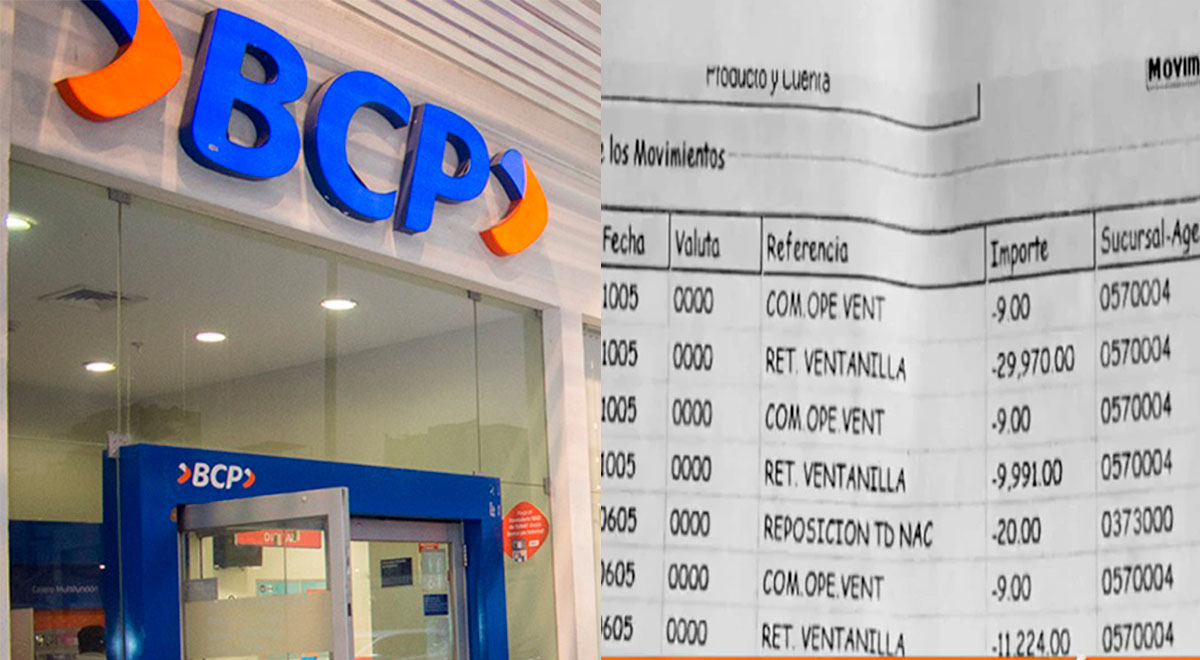 BCP
BCP
Centro Multifunción
Producto y Cuenta
Movim
los Movimientos
Fecha Valuta Referencia Importe Sucursal-Age
1005 0000 COM.OPE.VENT -9.00 0570004
1005 0000 RET. VENTANILLA -29,970.00 0570004
1005 0000 COM.OPE.VENT -9.00 0570004
1005 0000 RET. VENTANILLA -9,991.00 0570004
0605 0000 REPOSICION TD NAC -20.00 0373000
0605 0000 COM.OPE.VENT -9.00 0570004
0605 0000 RET. VENTANILLA -11,224.00 0570004